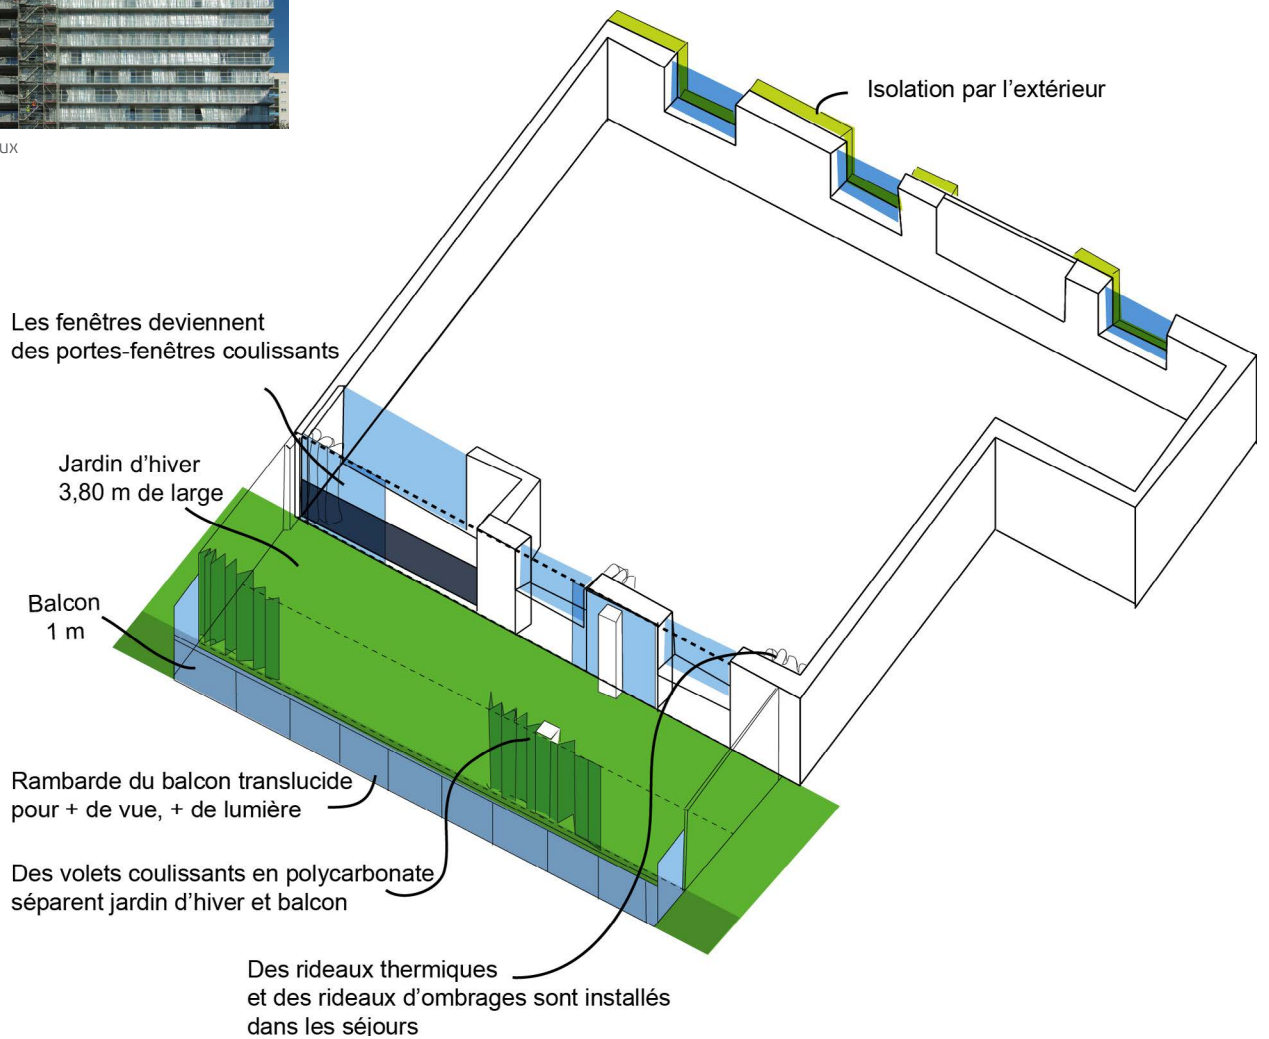 ux
Isolation par l'extérieur
Les fenêtres deviennent
des portes-fenêtres coulissants
Jardin d'hiver
3,80 m de large
Balcon
1 m
Rambarde du balcon translucide
pour + de vue, + de lumière
Des volets coulissants en polycarbonate
séparent jardin d'hiver et balcon
Des rideaux thermiques
et des rideaux d'ombrages sont installés
dans les séjours